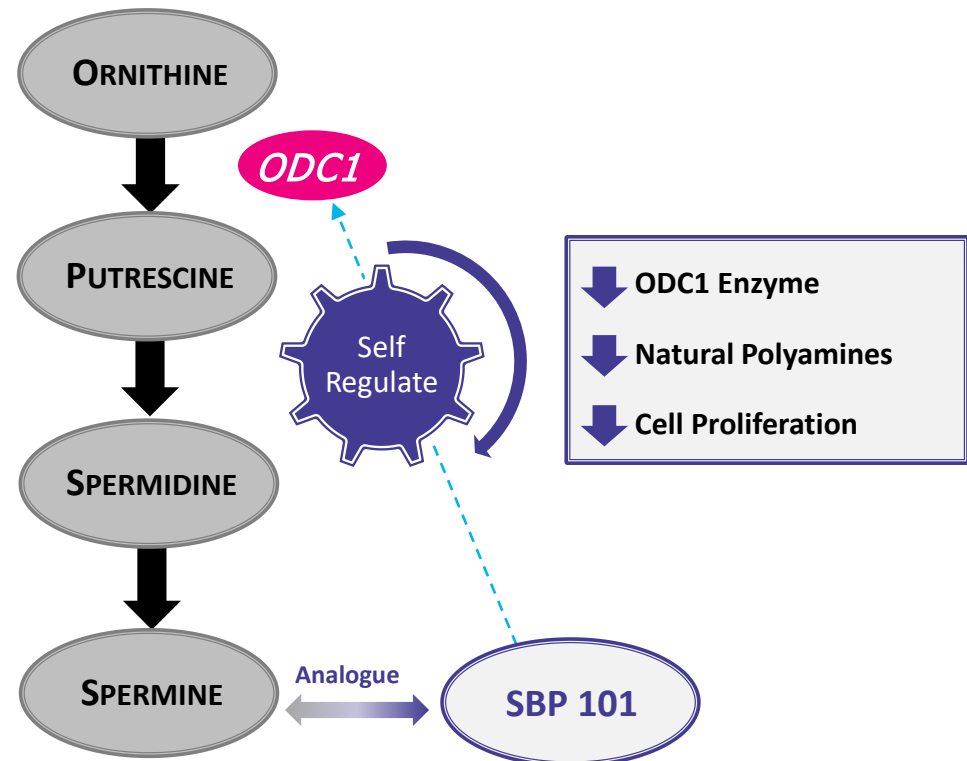 ORNITHINE
ODC1
PUTRESCINE
Self
Regulate
ODC1 Enzyme
Natural Polyamines
Cell Proliferation
SPERMIDINE
SPERMINE
Analogue
SBP 101